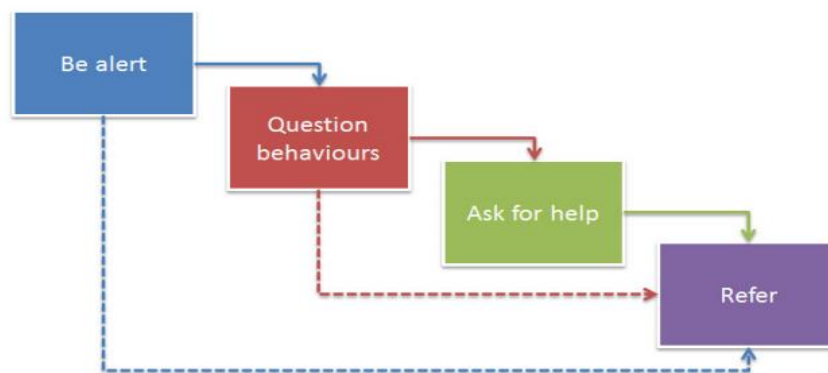 Be alert
Question
behaviours
Ask for help
Refer